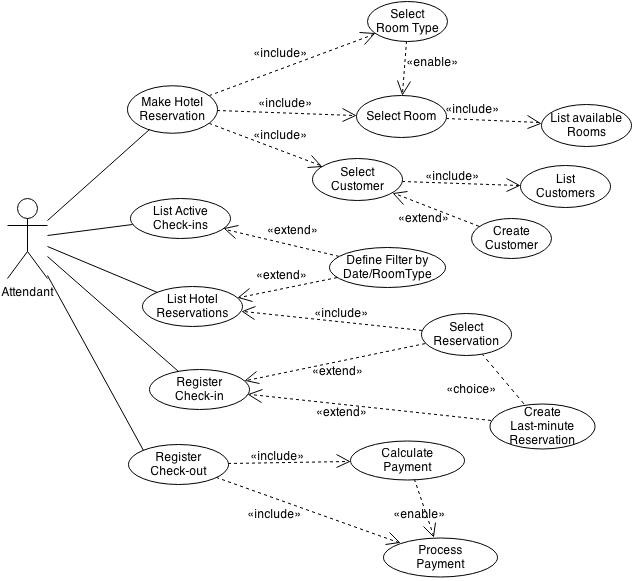 Select
Room Type
«include»
«enable»
Make Hotel
Reservation
«include»
Select Room
«include»
List available
Rooms
«include»
Select
Customer
«include»
List
Customers
List Active
Check-ins
«extend»
«extend»
Create
Customer
Define Filter by
Date/RoomType
«extend»
Attendant
List Hotel
Reservations
«include»
Select
Reservation
«extend»
Register
Check-in
«choice»
«extend»
Create
Last-minute
Reservation
Register
Check-out
«include»
Calculate
Payment
«include»
«enable»
Process
Payment